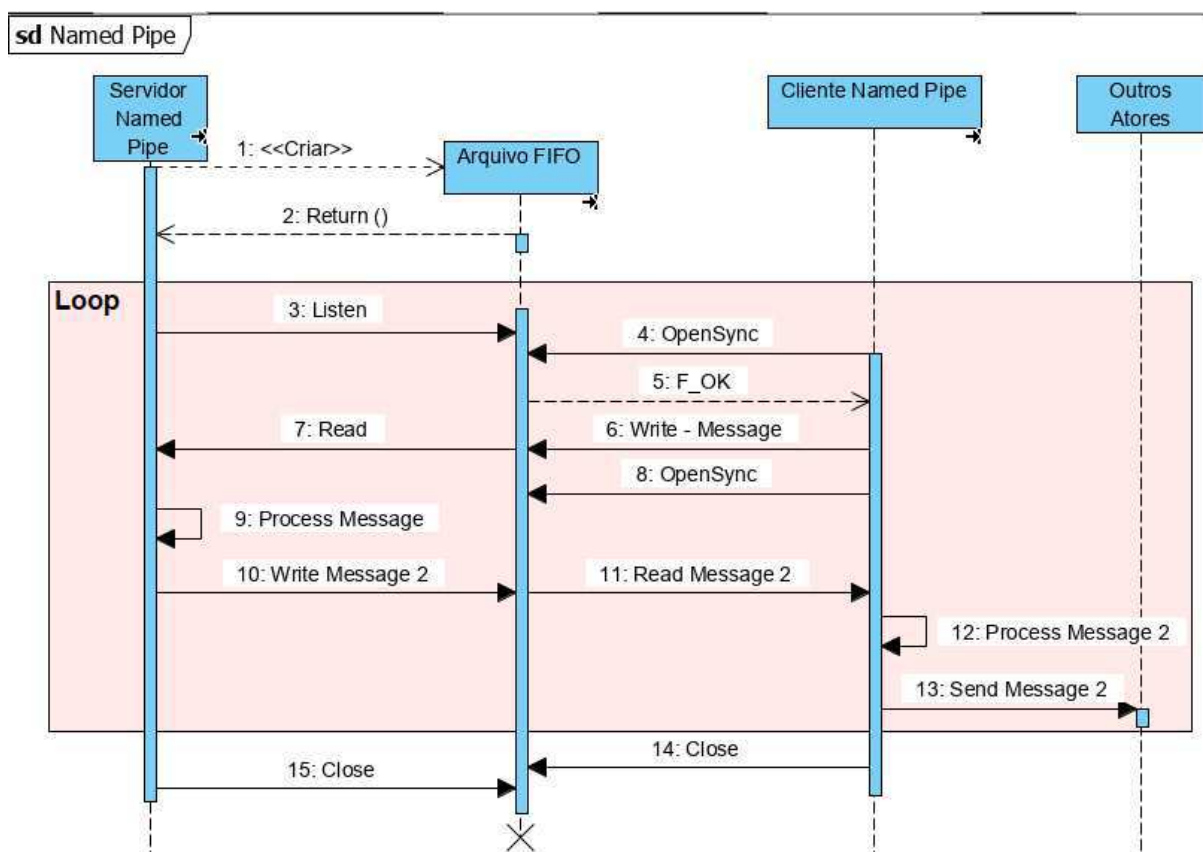 sd Named Pipe
Servidor
Named
Pipe
Cliente Named Pipe
Outros
Atores
1: <<Criar>>
Arquivo FIFO
2: Return ()
Loop
3: Listen
4: OpenSync
5: F_OK
7: Read
6: Write - Message
8: OpenSync
9: Process Message
10: Write Message 2
11: Read Message 2
12: Process Message 2
13: Send Message 2
14: Close
15: Close